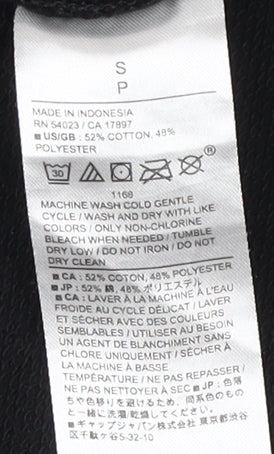 S
P
MADE IN INDONESIA
RN 54023 / CA 17897
■ US/GB : 52% COTTON, 48%
POLYESTER
30
®
1168
MACHINE WASH COLD GENTLE
CYCLE / WASH AND DRY WITH LIKE
COLORS / ONLY NON-CHLORINE
BLEACH WHEN NEEDED / TUMBLE
DRY LOW / DO NOT IRON / DO NOT
DRY CLEAN
■ CA : 52% COTTON, 48% POLYESTER
■ JP : 52% 綿, 48% ポリエステル
■ CA : LAVER À LA MACHINE À L'EAU
FROIDE AU CYCLE DÉLICAT / LAVER
ET SÉCHER AVEC DES COULEURS
SEMBLABLES / UTILISER AU BESOIN
UN AGENT DE BLANCHIMENT SANS
CHLORE UNIQUEMENT / SÉCHER À
LA MACHINE À BASSE
TEMPÉRATURE / NE PAS REPASSER /
NE PAS NETTOYER À SEC ■ JP : 色落
ちや色移りを避けるため、同系色のもの
と一緒に洗濯/乾燥してください。
■ ギャップジャパン株式会社 東京都渋谷
区千駄ヶ谷5-32-10